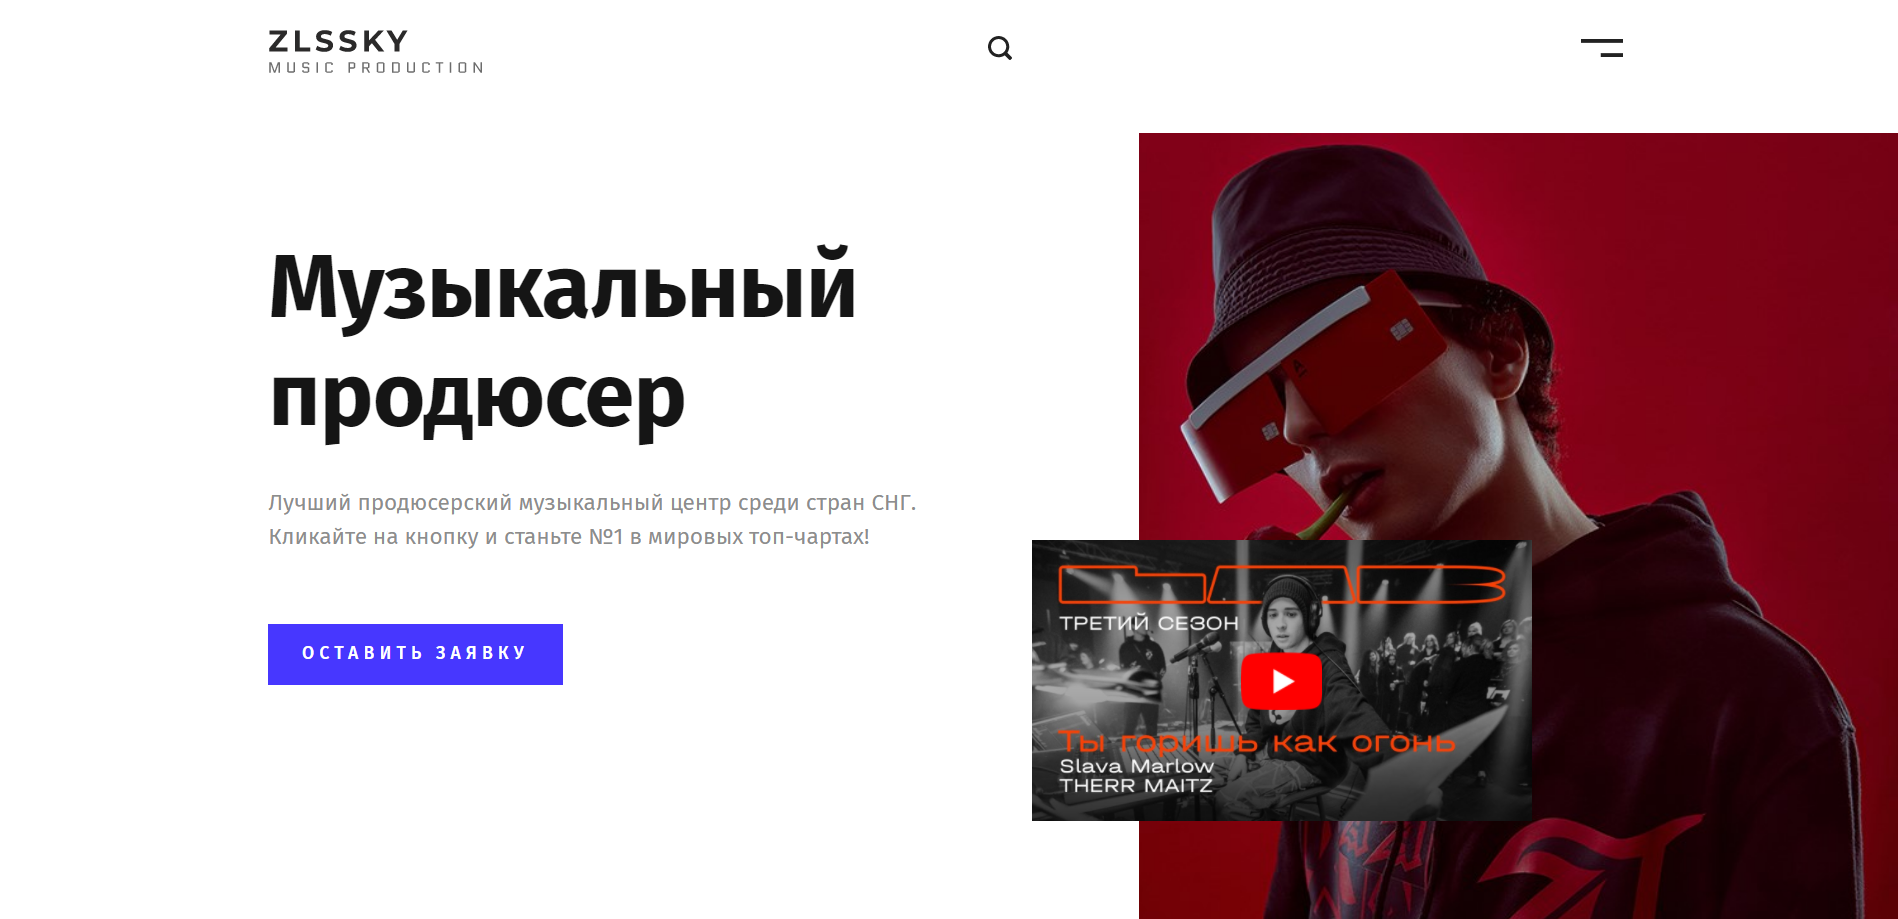 ZLSSKY
MUSIC PRODUCTION
Музыкальный
продюсер
Лучший продюсерский музыкальный центр среди стран СНГ.
Кликайте на кнопку и станьте №1 в мировых топ-чартах!
ОСТАВИТЬ ЗАЯВКУ
LAB
ТРЕТИЙ СЕЗОН
Ты горишь как огонь
Slava Marlow
THERR MAITZ